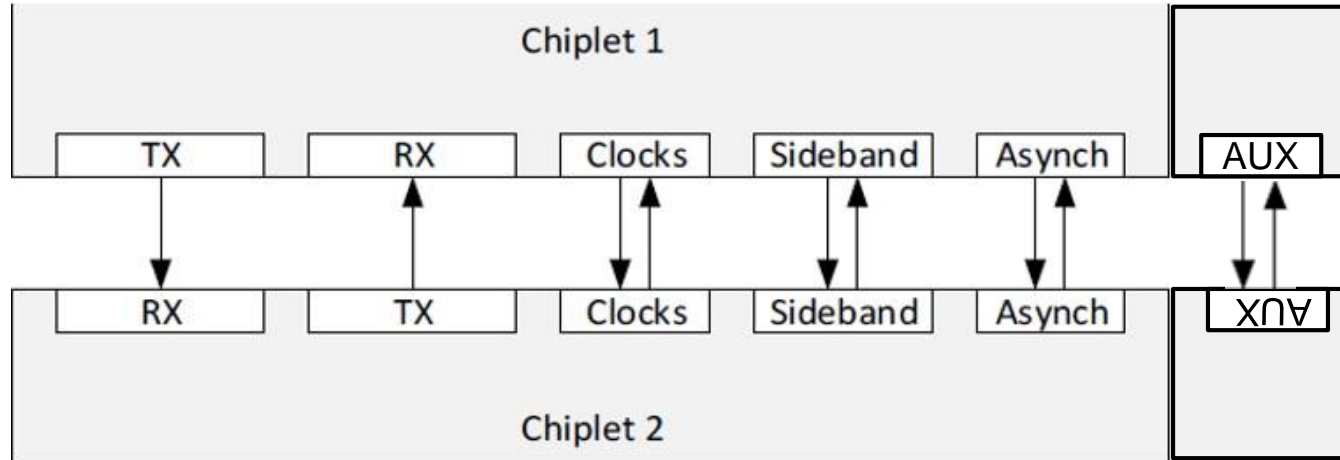 Chiplet 1
TX RX Clocks Sideband Asynch AUX
RX TX Clocks Sideband Asynch AUX
Chiplet 2